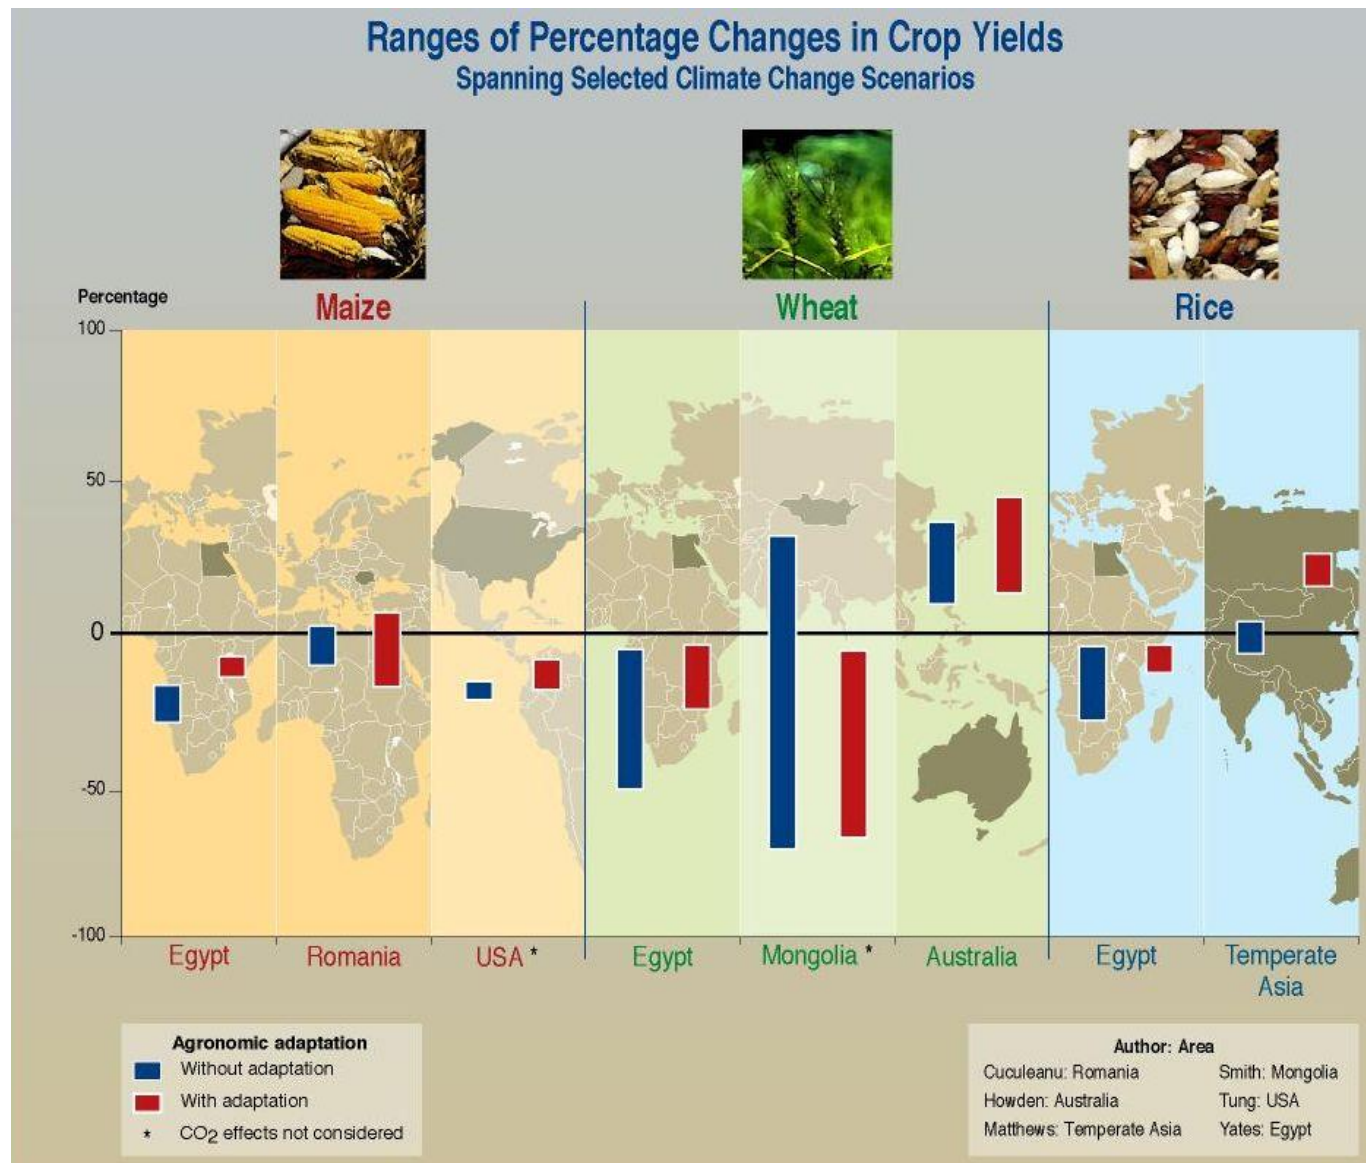 Ranges of Percentage Changes in Crop Yields
Spanning Selected Climate Change Scenarios
Percentage
Maize
Wheat
Rice
100
50
0
-50
-100
Egypt
Romania
USA *
Egypt
Mongolia *
Australia
Egypt
Temperate
Asia
Agronomic adaptation
Without adaptation
With adaptation
* CO2 effects not considered
Author: Area
Cuculeanu: Romania
Smith: Mongolia
Howden: Australia
Tung: USA
Matthews: Temperate Asia
Yates: Egypt